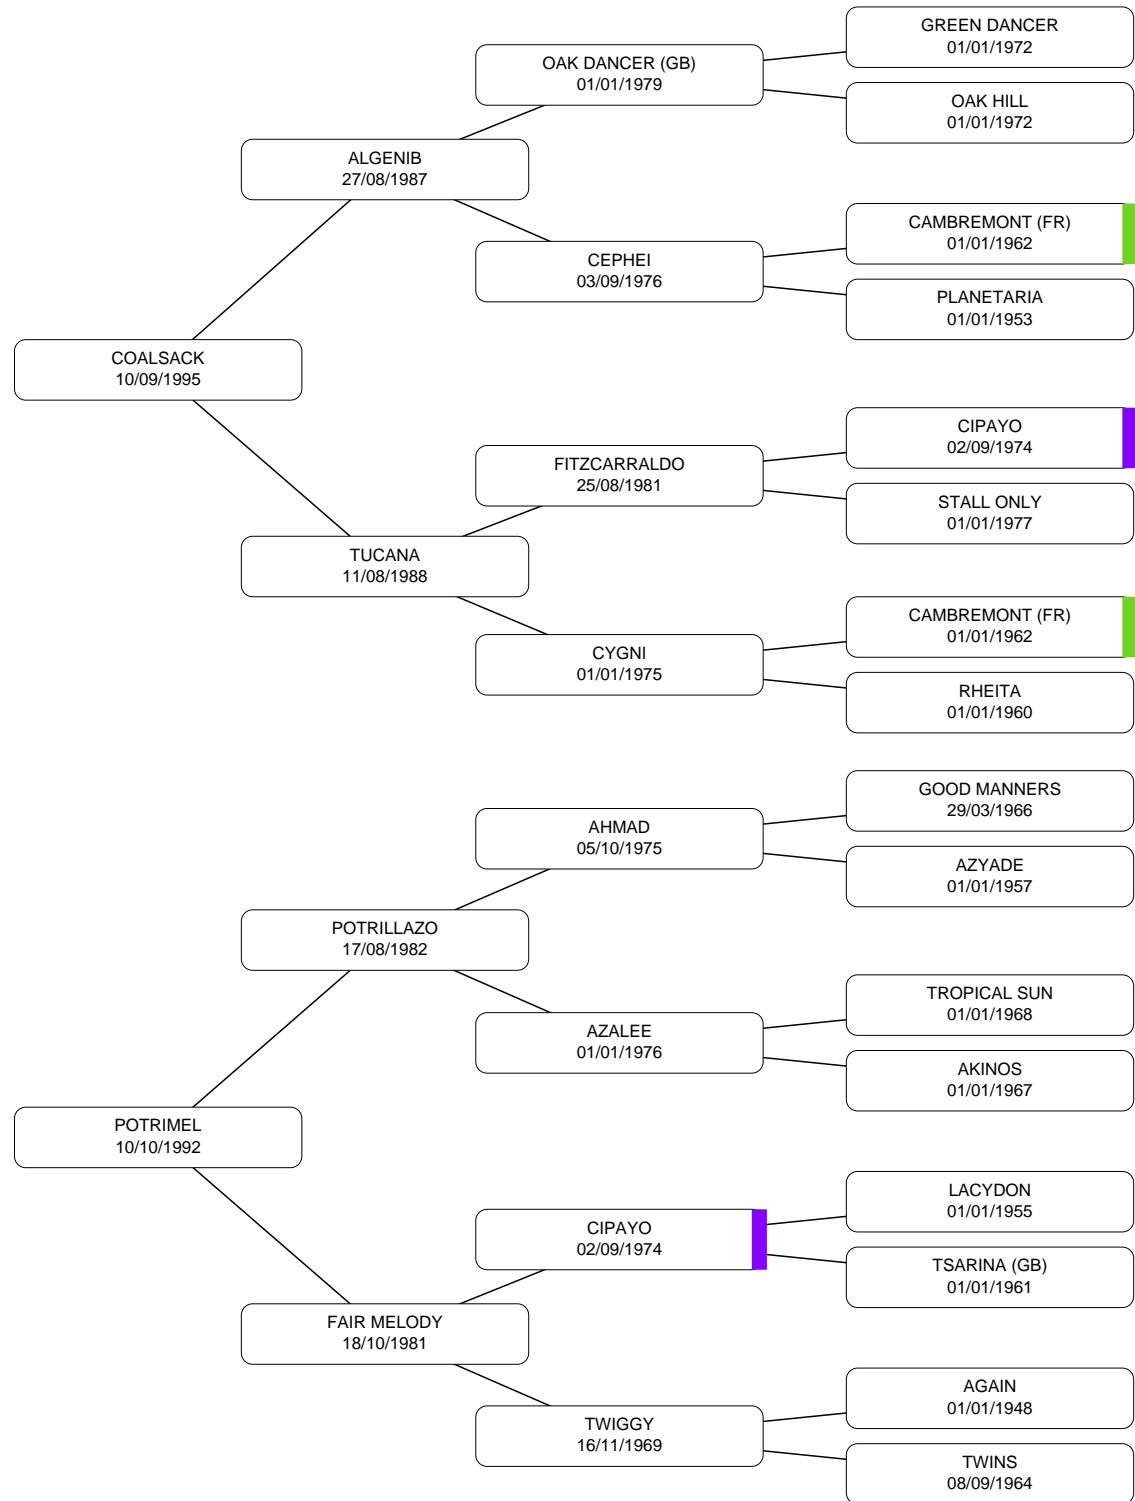 GREEN DANCER
01/01/1972
OAK DANCER (GB)
01/01/1979
OAK HILL
01/01/1972
ALGENIB
27/08/1987
CAMBREMONT (FR)
01/01/1962
CEPHEI
03/09/1976
PLANETARIA
01/01/1953
COALSACK
10/09/1995
CIPAYO
02/09/1974
FITZCARRALDO
25/08/1981
STALL ONLY
01/01/1977
TUCANA
11/08/1988
CAMBREMONT (FR)
01/01/1962
CYGNI
01/01/1975
RHEITA
01/01/1960
GOOD MANNERS
29/03/1966
AHMAD
05/10/1975
AZYADE
01/01/1957
POTRILLAZO
17/08/1982
TROPICAL SUN
01/01/1968
AZALEE
01/01/1976
AKINOS
01/01/1967
POTRIMEL
10/10/1992
LACYDON
01/01/1955
CIPAYO
02/09/1974
TSARINA (GB)
01/01/1961
FAIR MELODY
18/10/1981
AGAIN
01/01/1948
TWIGGY
16/11/1969
TWINS
08/09/1964